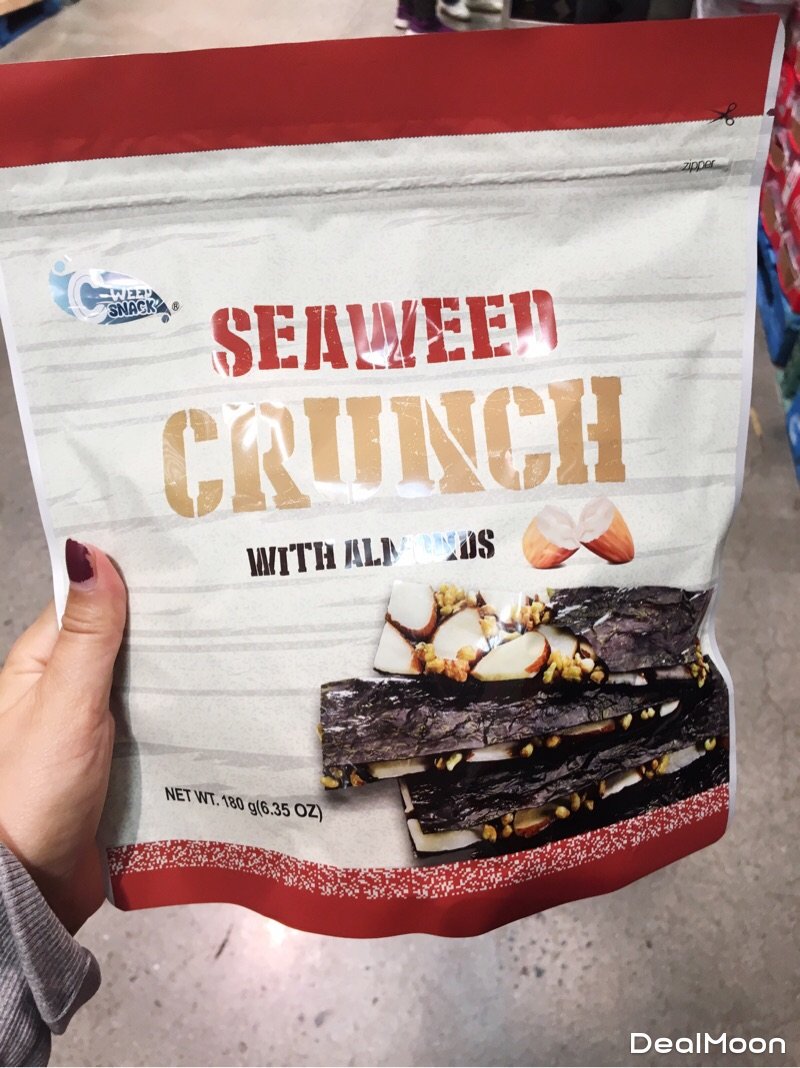 zipper
C-WEED
SNACK®
SEAWEED
CRUNCH
WITH ALMONDS
NET WT. 180 g(6.35 OZ)
DealMoon